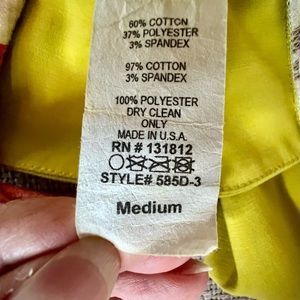 60% COTTON
37% POLYESTER
3% SPANDEX
97% COTTON
3% SPANDEX
100% POLYESTER
DRY CLEAN
ONLY
MADE IN U.S.A.
RN # 131812
STYLE# 585D-3
Medium